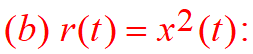 (b) r(t) = x²(t):